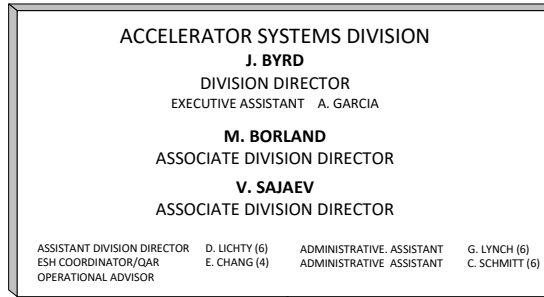 ACCELERATOR SYSTEMS DIVISION
J. BYRD
DIVISION DIRECTOR
EXECUTIVE ASSISTANT A. GARCIA
M. BORLAND
ASSOCIATE DIVISION DIRECTOR
V. SAJAEV
ASSOCIATE DIVISION DIRECTOR
ASSISTANT DIVISION DIRECTOR D. LICHTY (6) ADMINISTRATIVE. ASSISTANT G. LYNCH (6)
ESH COORDINATOR/QAR E. CHANG (4) ADMINISTRATIVE ASSISTANT C. SCHMITT (6)
OPERATIONAL ADVISOR